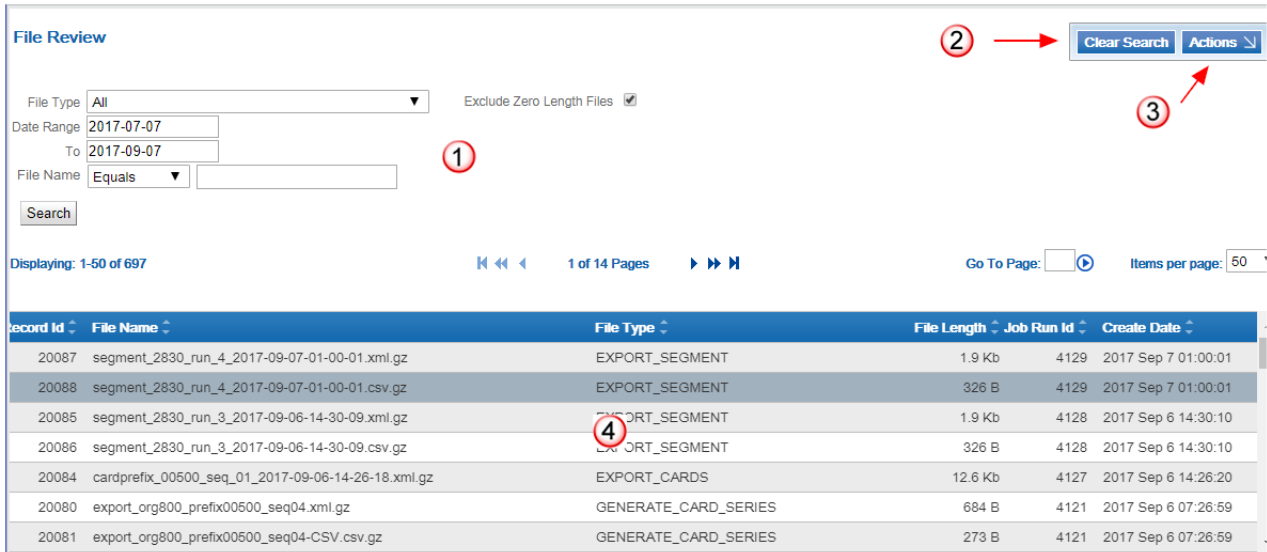 File Review
2
Clear Search Actions
3
File Type All Exclude Zero Length Files
Date Range 2017-07-07
To 2017-09-07
1
File Name Equals
Search
Displaying: 1-50 of 697 1 of 14 Pages Go To Page: Items per page: 50
ecord Id File Name File Type File Length Job Run Id Create Date
20087 segment_2830_run_4_2017-09-07-01-00-01.xml.gz EXPORT_SEGMENT 1.9 Kb 4129 2017 Sep 7 01:00:01
20088 segment_2830_run_4_2017-09-07-01-00-01.csv.gz EXPORT_SEGMENT 326 B 4129 2017 Sep 7 01:00:01
20085 segment_2830_run_3_2017-09-06-14-30-09.xml.gz EXPORT_SEGMENT 1.9 Kb 4128 2017 Sep 6 14:30:10
4
20086 segment_2830_run_3_2017-09-06-14-30-09.csv.gz EXPORT_SEGMENT 326 B 4128 2017 Sep 6 14:30:10
20084 cardprefix_00500_seq_01_2017-09-06-14-26-18.xml.gz EXPORT_CARDS 12.6 Kb 4127 2017 Sep 6 14:26:20
20080 export_org800_prefix00500_seq04.xml.gz GENERATE_CARD_SERIES 684 B 4121 2017 Sep 6 07:26:59
20081 export_org800_prefix00500_seq04-CSV.csv.gz GENERATE_CARD_SERIES 273 B 4121 2017 Sep 6 07:26:59